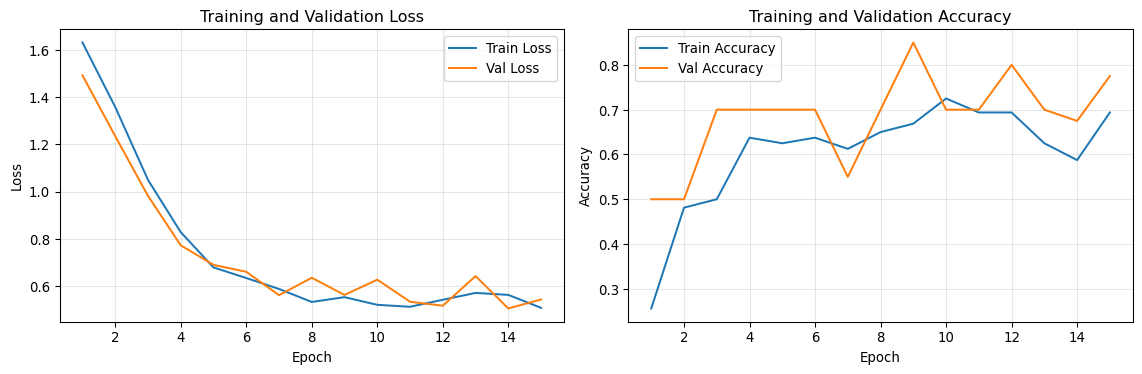 Training and Validation Loss
1.6
1.4
1.2
1.0
0.8
0.6
Loss
Train Loss
Val Loss
2 4 6 8 10 12 14
Epoch
Training and Validation Accuracy
0.8
0.7
0.6
0.5
0.4
0.3
Accuracy
Train Accuracy
Val Accuracy
2 4 6 8 10 12 14
Epoch